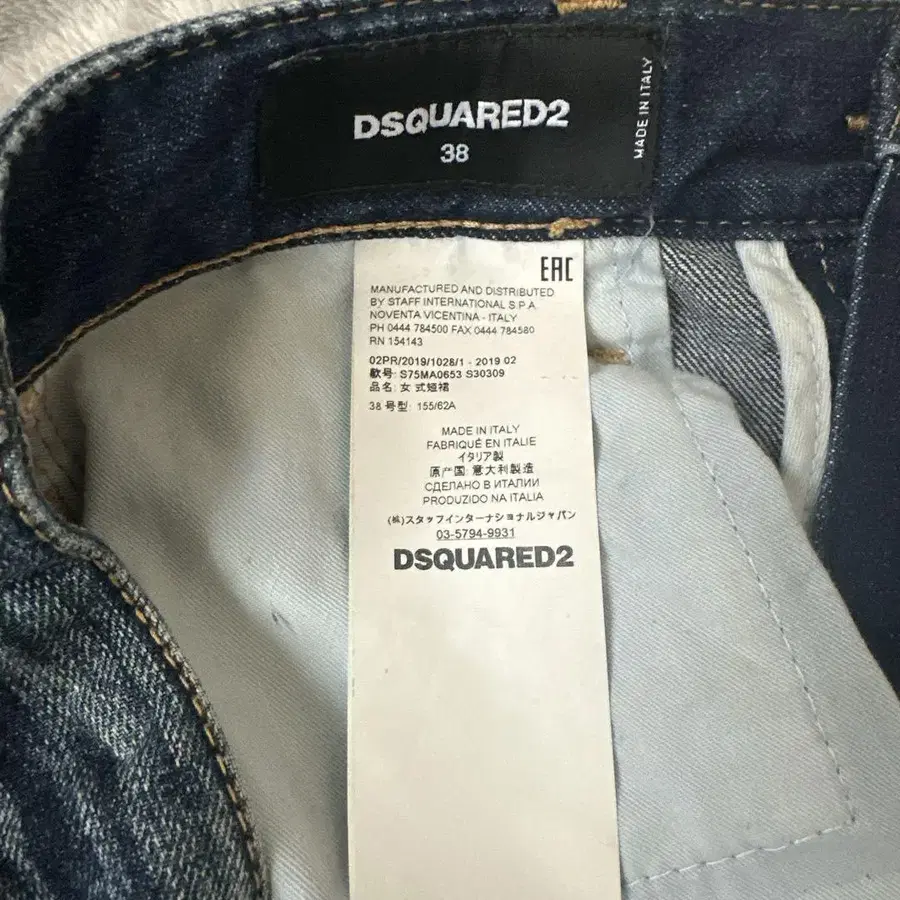 DSQUARED2
38
MADE IN ITALY
EAC
MANUFACTURED AND DISTRIBUTED
BY STAFF INTERNATIONAL S.P.A.
NOVENTA VICENTINA - ITALY
PH 0444 784500 FAX 0444 784580
RN 154143
02PR/2019/1028/1 - 2019 02
款号: S75MA0653 S30309
品名: 女式短裙
38 号型: 155/62A
MADE IN ITALY
FABRIQUÉ EN ITALIE
イタリア製
原产国: 意大利製造
СДЕЛАНО В ИТАЛИИ
PRODUZIDO NA ITALIA
(株)スタッフインターナショナルジャパン
03-5794-9931
DSQUARED2